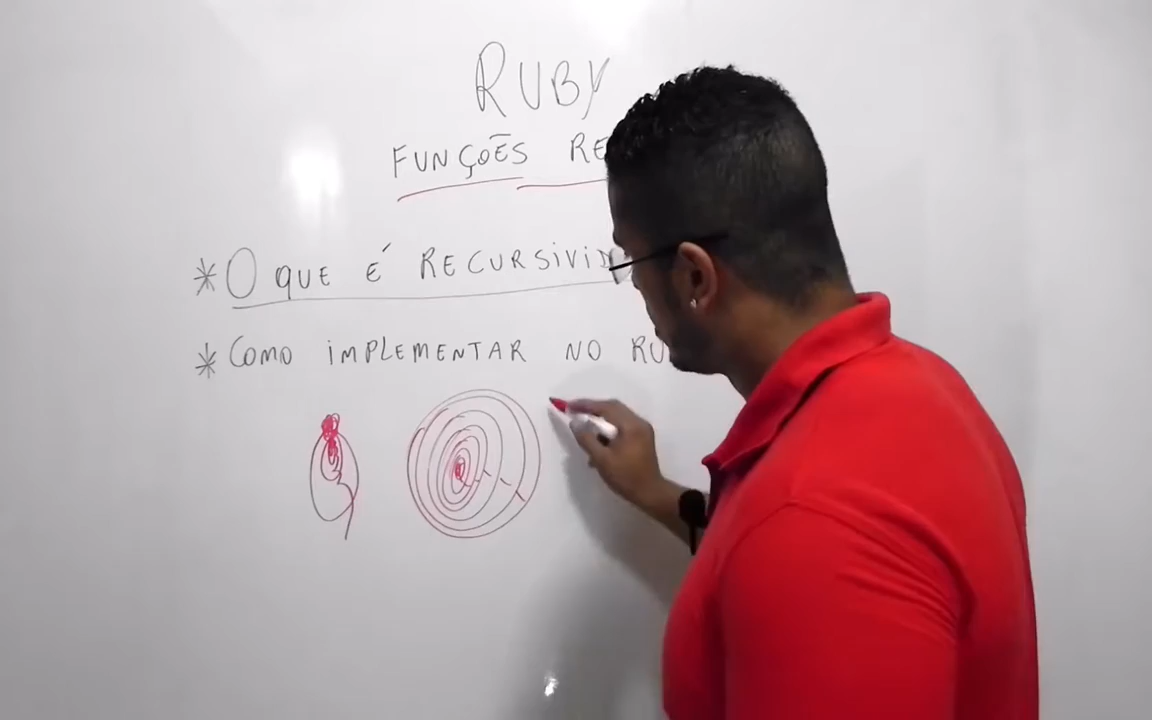 RUBY
FUNÇÕES RE
* O QUE É RECURSIVID
* COMO IMPLEMENTAR NO RU